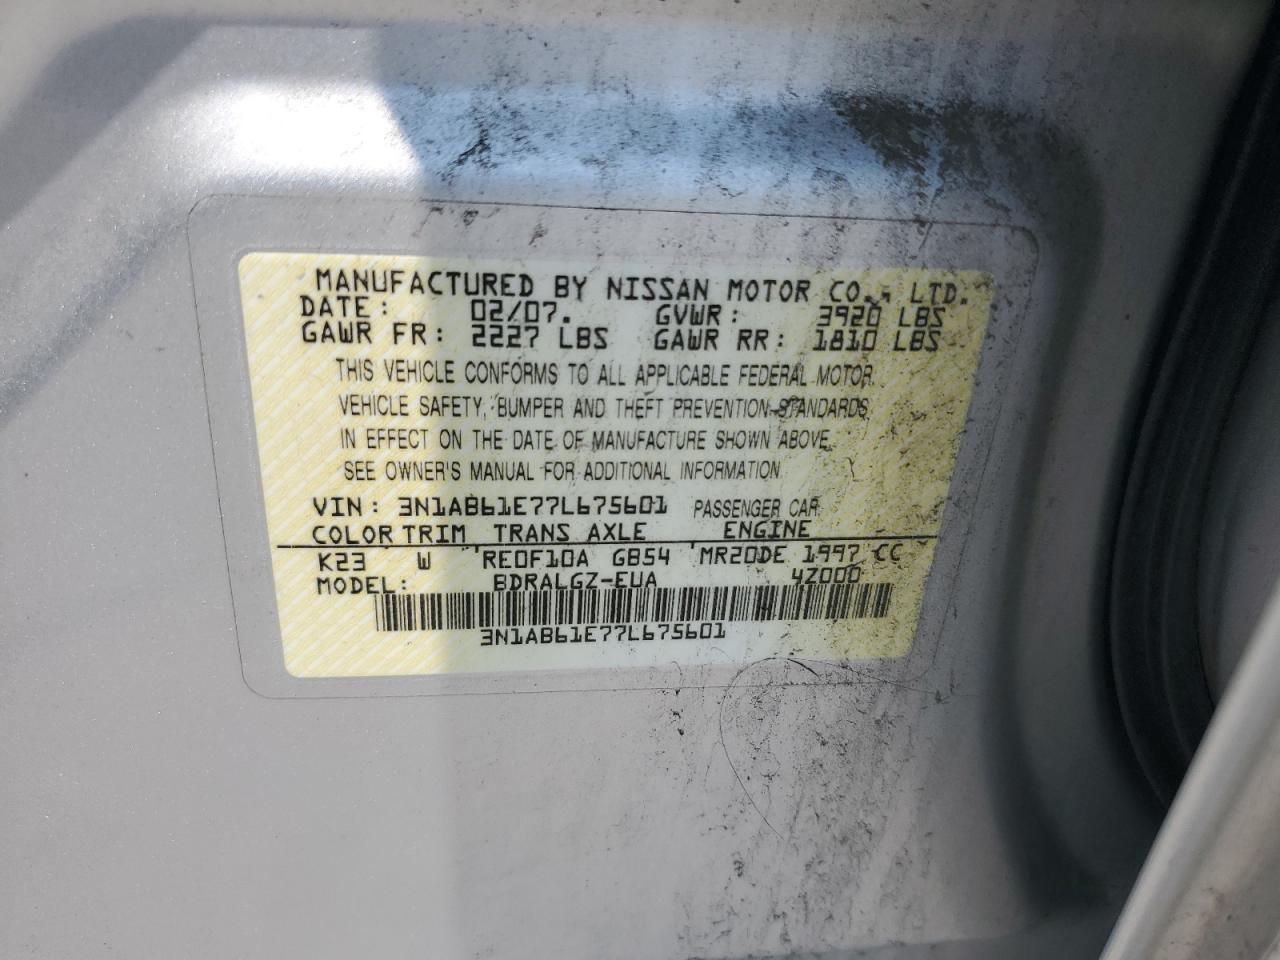 MANUFACTURED BY NISSAN MOTOR CO., LTD.
DATE: 02/07. GVWR: 3920 LBS
GAWR FR: 2227 LBS GAWR RR: 1810 LBS
THIS VEHICLE CONFORMS TO ALL APPLICABLE FEDERAL MOTOR
VEHICLE SAFETY, BUMPER AND THEFT PREVENTION STANDARDS
IN EFFECT ON THE DATE OF MANUFACTURE SHOWN ABOVE.
SEE OWNER'S MANUAL FOR ADDITIONAL INFORMATION
VIN: 3N1AB61E77L675601 PASSENGER CAR
COLOR TRIM TRANS AXLE ENGINE
K23 W RE0F10A GB54 MR20DE 1997 CC
MODEL: BDRALGZ-EUA 4Z000
3N1AB61E77L675601